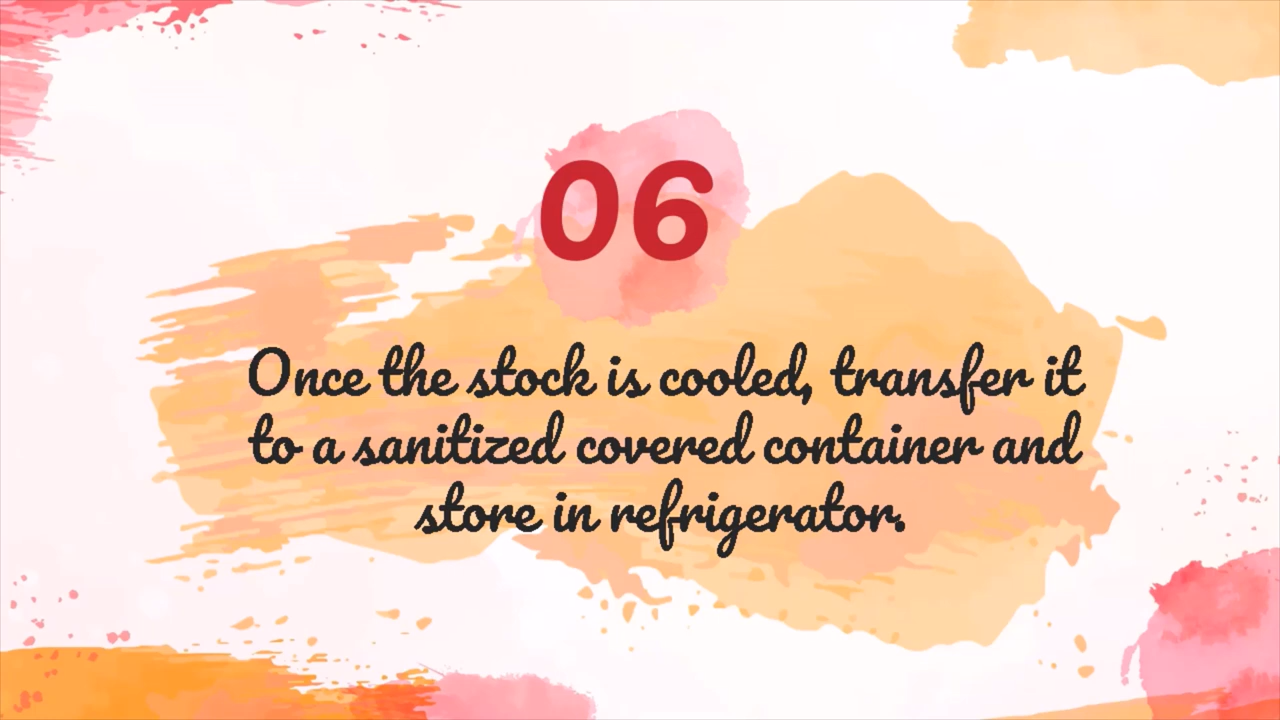 06
Once the stock is cooled, transfer it
to a sanitized covered container and
store in refrigerator.